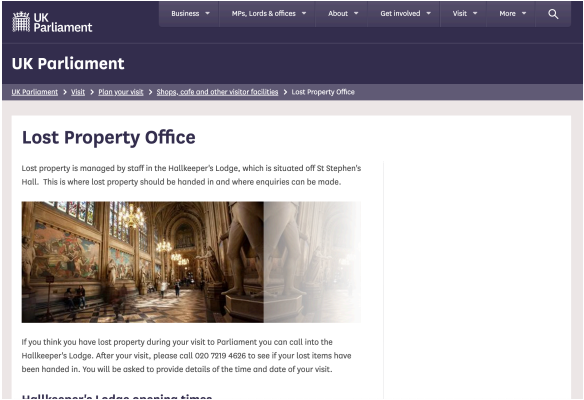 UK
Parliament
Business MPs, Lords & offices About Get involved Visit More
UK Parliament
UK Parliament > Visit > Plan your visit > Shops, cafe and other visitor facilities > Lost Property Office
Lost Property Office
Lost property is managed by staff in the Hallkeeper's Lodge, which is situated off St Stephen's
Hall. This is where lost property should be handed in and where enquiries can be made.
If you think you have lost property during your visit to Parliament you can call into the
Hallkeeper's Lodge. After your visit, please call 020 7219 4626 to see if your lost items have
been handed in. You will be asked to provide details of the time and date of your visit.
Hallkeeper's Lodge opening times